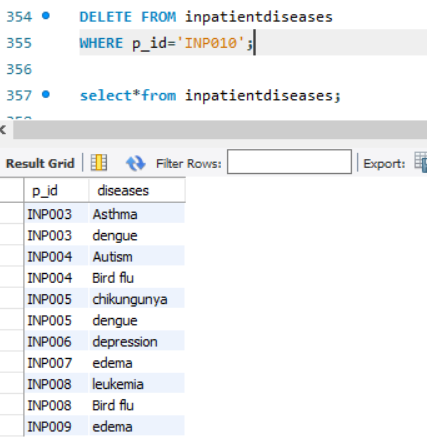 354 DELETE FROM inpatientdiseases
355 WHERE p_id='INP010';
356
357 select*from inpatientdiseases;
Result Grid Filter Rows: Export:
p_id diseases
INP003 Asthma
INP003 dengue
INP004 Autism
INP004 Bird flu
INP005 chikungunya
INP005 dengue
INP006 depression
INP007 edema
INP008 leukemia
INP008 Bird flu
INP009 edema